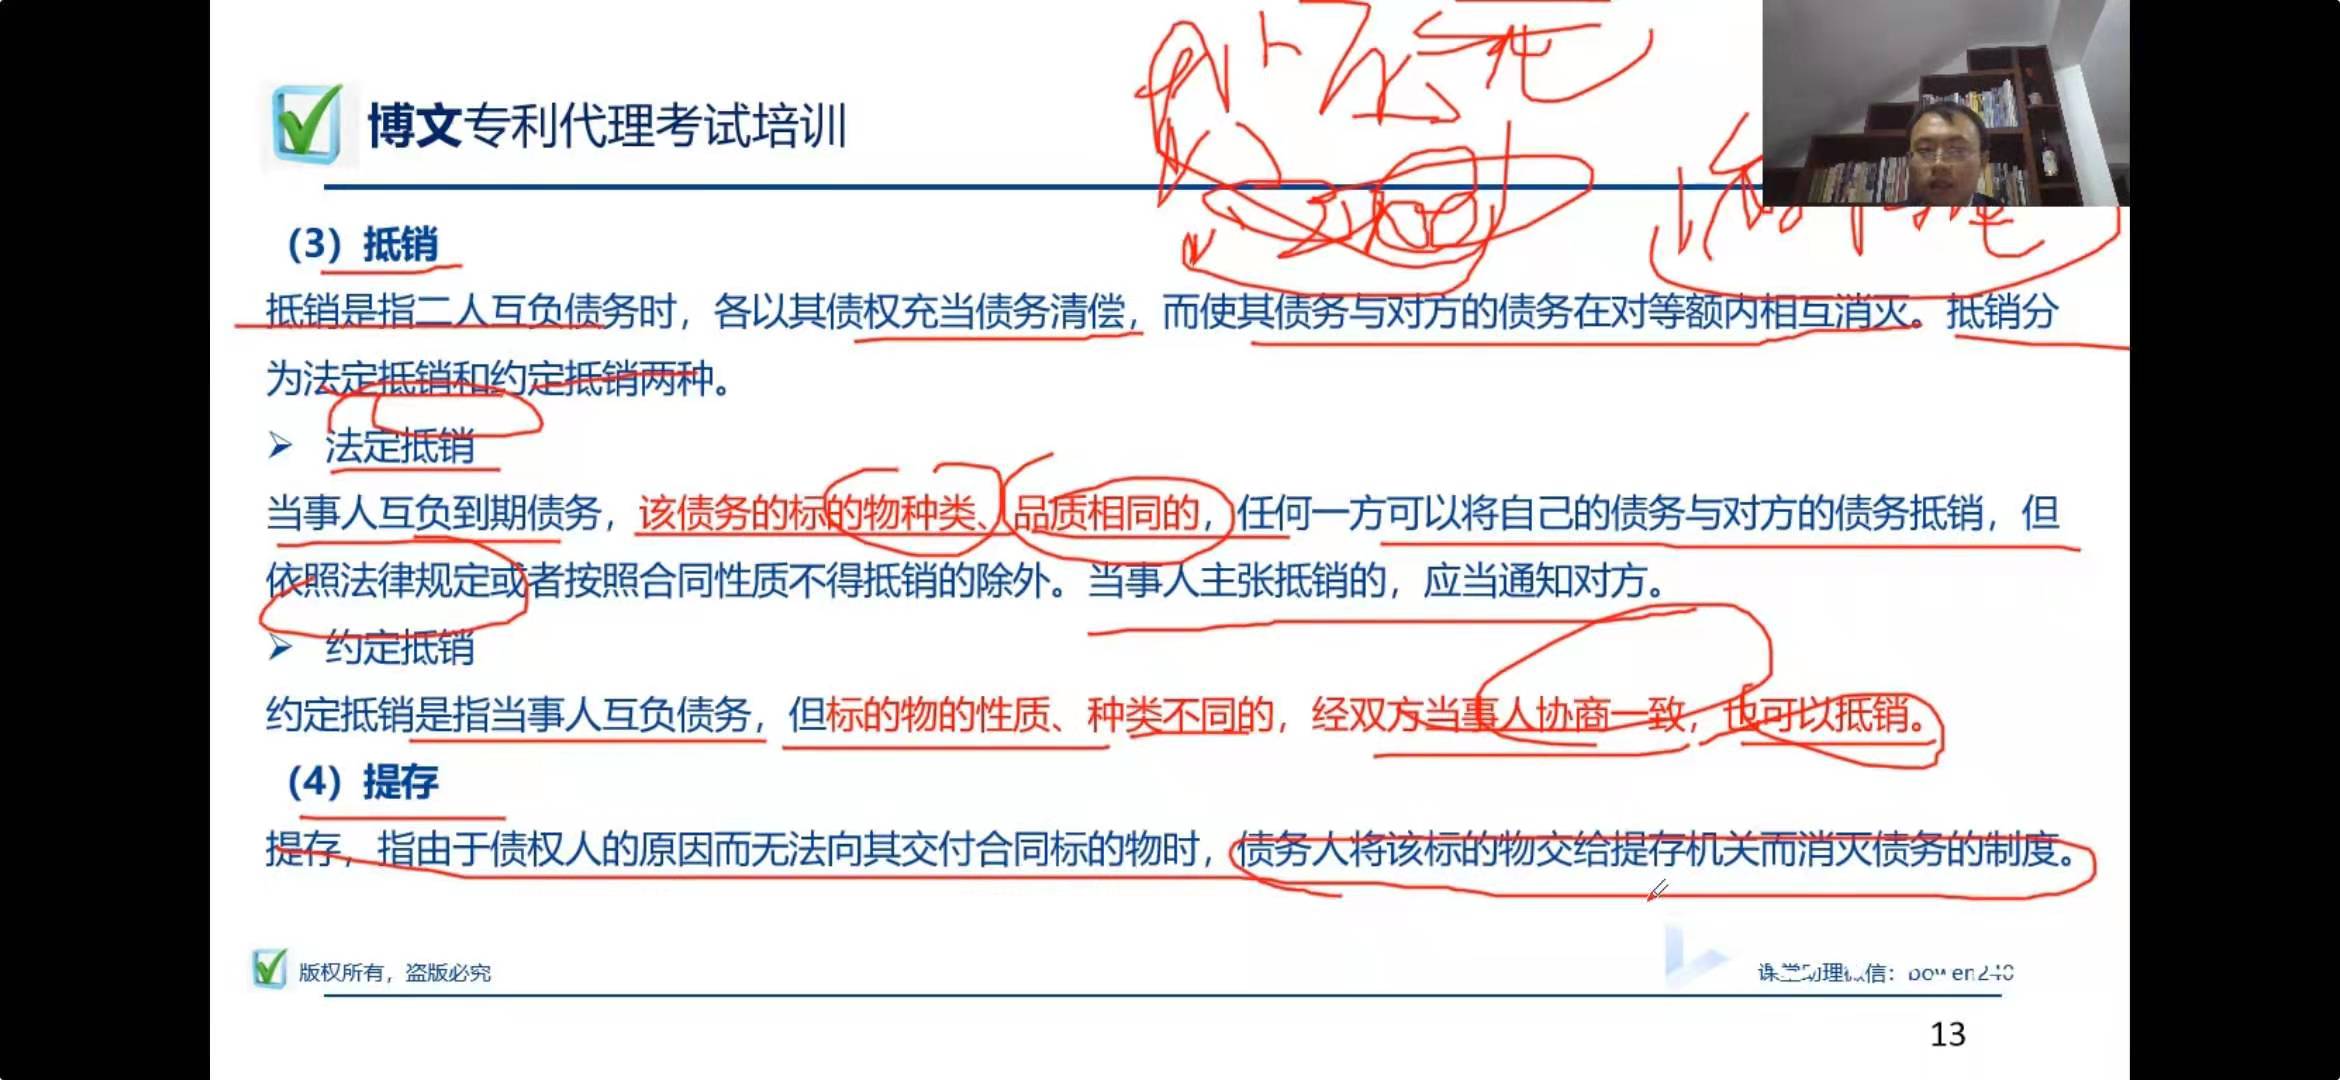 博文专利代理考试培训
（3）抵销
抵销是指二人互负债务时，各以其债权充当债务清偿，而使其债务与对方的债务在对等额内相互消灭。抵销分
为法定抵销和约定抵销两种。
➢ 法定抵销
当事人互负到期债务，该债务的标的物种类、品质相同的，任何一方可以将自己的债务与对方的债务抵销，但
依照法律规定或者按照合同性质不得抵销的除外。当事人主张抵销的，应当通知对方。
➢ 约定抵销
约定抵销是指当事人互负债务，但标的物的性质、种类不同的，经双方当事人协商一致，也可以抵销。
（4）提存
提存，指由于债权人的原因而无法向其交付合同标的物时，债务人将该标的物交给提存机关而消灭债务的制度。
版权所有，盗版必究
课堂助理微信：bowen240
13